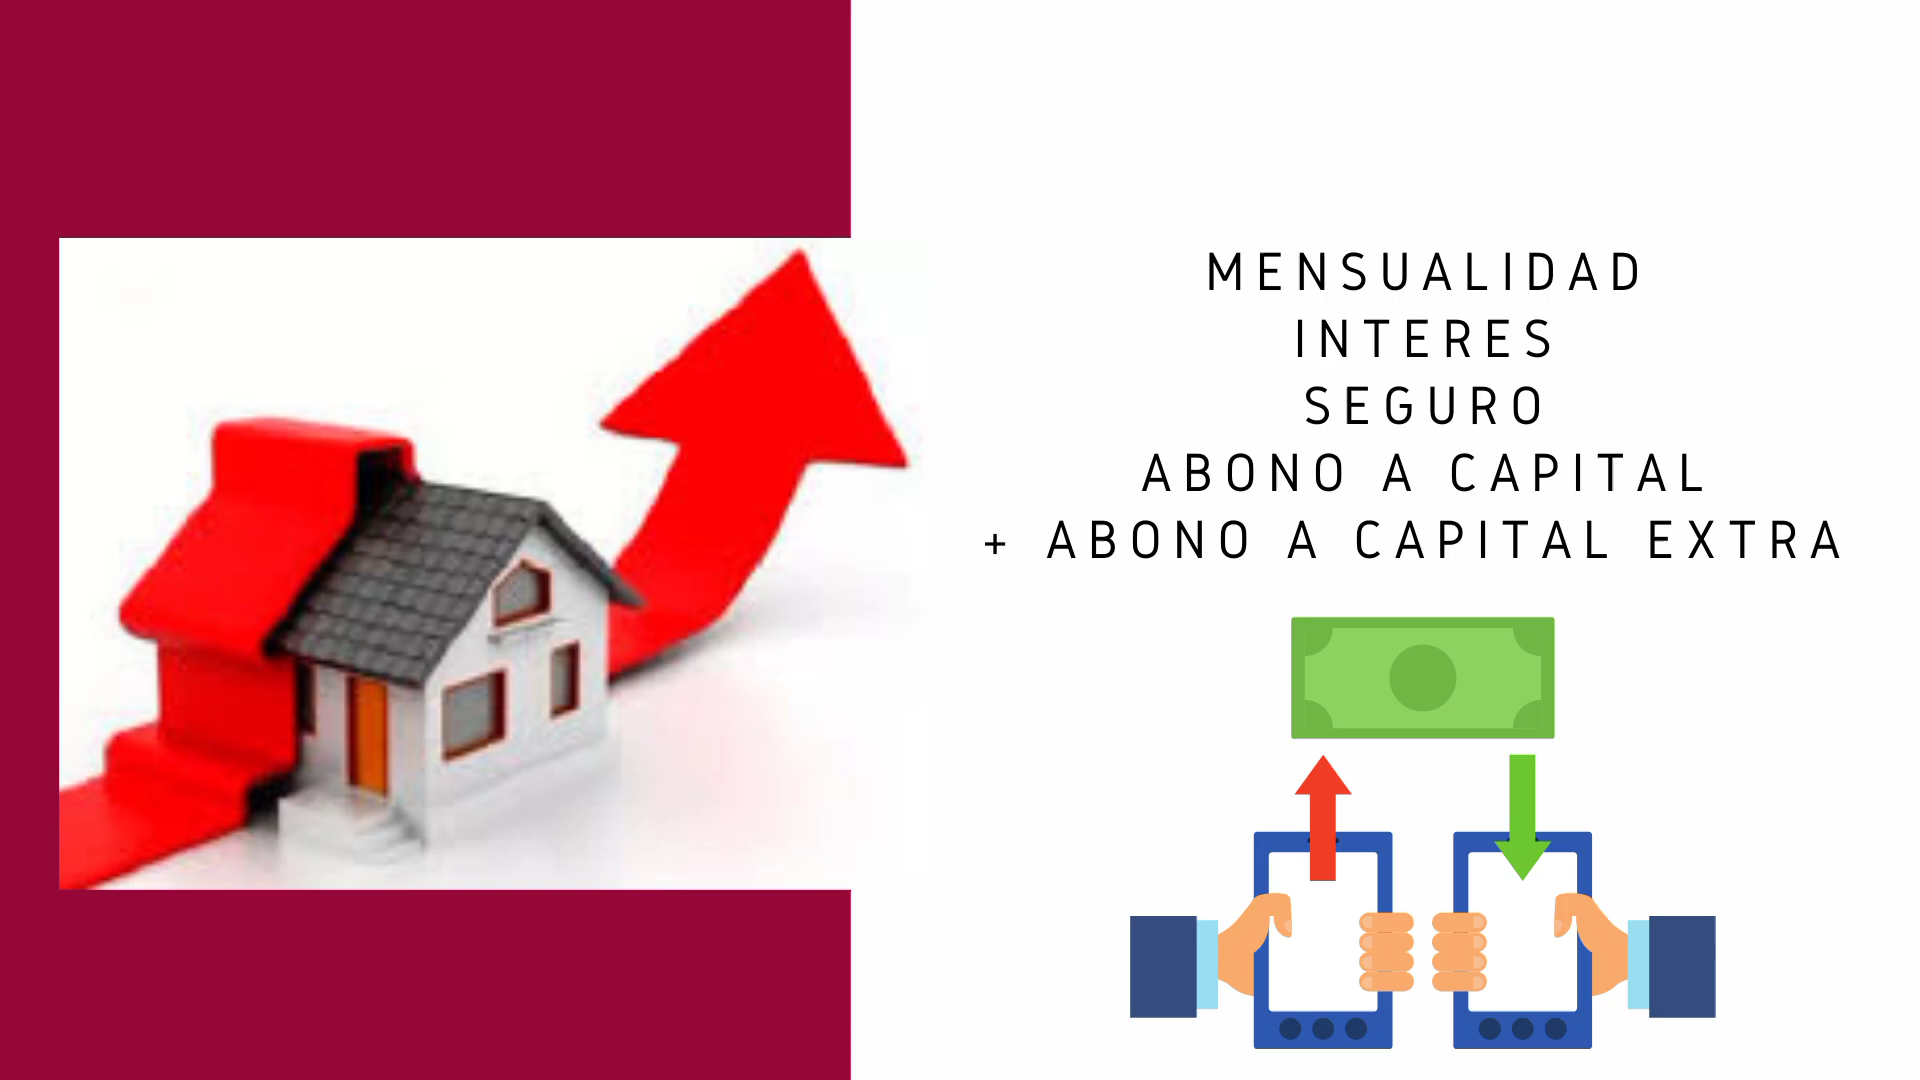 MENSUALIDAD
INTERES
SEGURO
ABONO A CAPITAL
+ ABONO A CAPITAL EXTRA